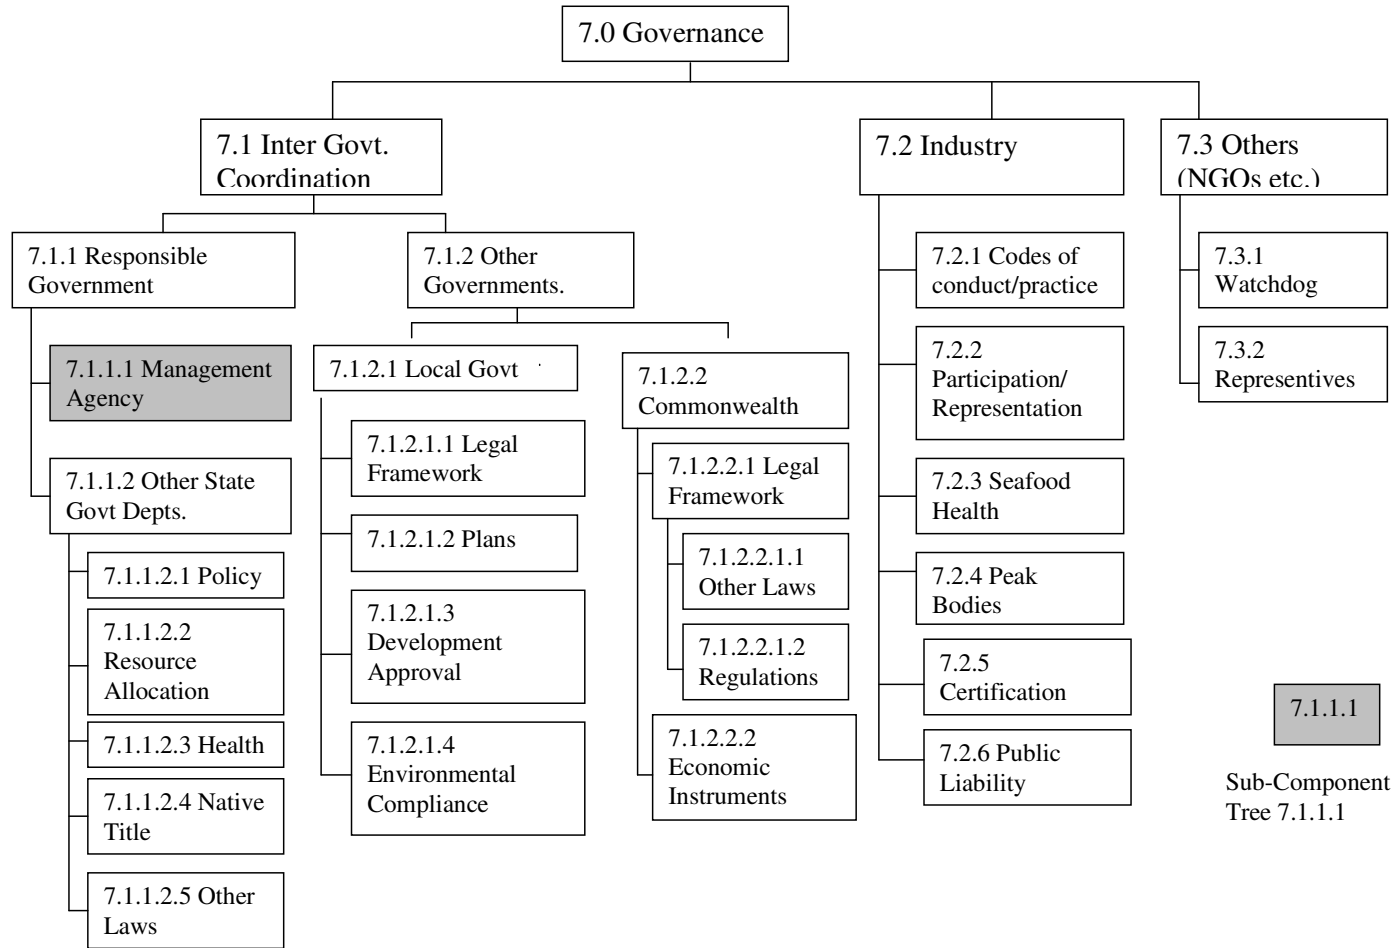 7.0 Governance
7.1 Inter Govt.
Coordination
7.2 Industry
7.3 Others
(NGOs etc.)
7.1.1 Responsible
Government
7.1.2 Other
Governments.
7.1.1.1 Management
Agency
7.1.1.2 Other State
Govt Depts.
7.1.1.2.1 Policy
7.1.1.2.2
Resource
Allocation
7.1.1.2.3 Health
7.1.1.2.4 Native
Title
7.1.1.2.5 Other
Laws
7.1.2.1 Local Govt
7.1.2.1.1 Legal
Framework
7.1.2.1.2 Plans
7.1.2.1.3
Development
Approval
7.1.2.1.4
Environmental
Compliance
7.1.2.2
Commonwealth
7.1.2.2.1 Legal
Framework
7.1.2.2.1.1
Other Laws
7.1.2.2.1.2
Regulations
7.1.2.2.2
Economic
Instruments
7.2.1 Codes of
conduct/practice
7.2.2
Participation/
Representation
7.2.3 Seafood
Health
7.2.4 Peak
Bodies
7.2.5
Certification
7.2.6 Public
Liability
7.3.1
Watchdog
7.3.2
Representives
7.1.1.1
Sub-Component
Tree 7.1.1.1